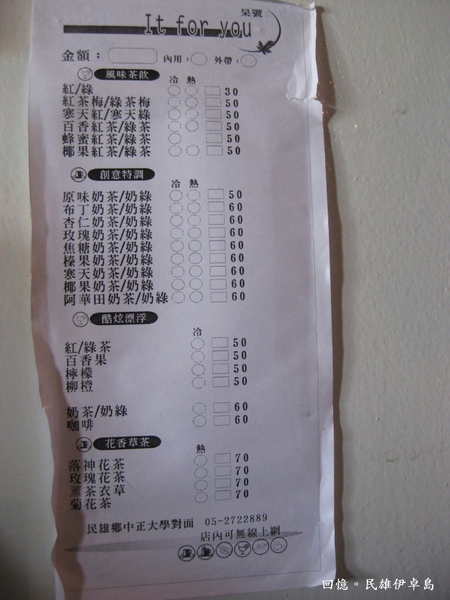 呆號
It for you
金額： 內用： 外帶：
風味茶飲 冷 熱
紅/綠 30
紅茶梅/綠茶梅 50
寒天紅/寒天綠 50
百香紅茶/綠茶 50
蜂蜜紅茶/綠茶 50
椰果紅茶/綠茶 50
創意特調 冷 熱
原味奶茶/奶綠 50
布丁奶茶/奶綠 60
杏仁奶茶/奶綠 60
玫瑰奶茶/奶綠 60
焦糖奶茶/奶綠 60
榛果奶茶/奶綠 60
寒天奶茶/奶綠 60
椰果奶茶/奶綠 60
阿華田奶茶/奶綠 60
酷炫漂浮 冷
紅/綠茶 50
百香果 50
檸檬 50
柳橙 50
奶茶/奶綠 60
咖啡 60
花香草茶 熱
落神花茶 70
玫瑰花茶 70
薰茶衣草 70
菊花茶 70
民雄鄉中正大學對面 05-2722889
店內可無線上網
回憶。民雄伊卓島